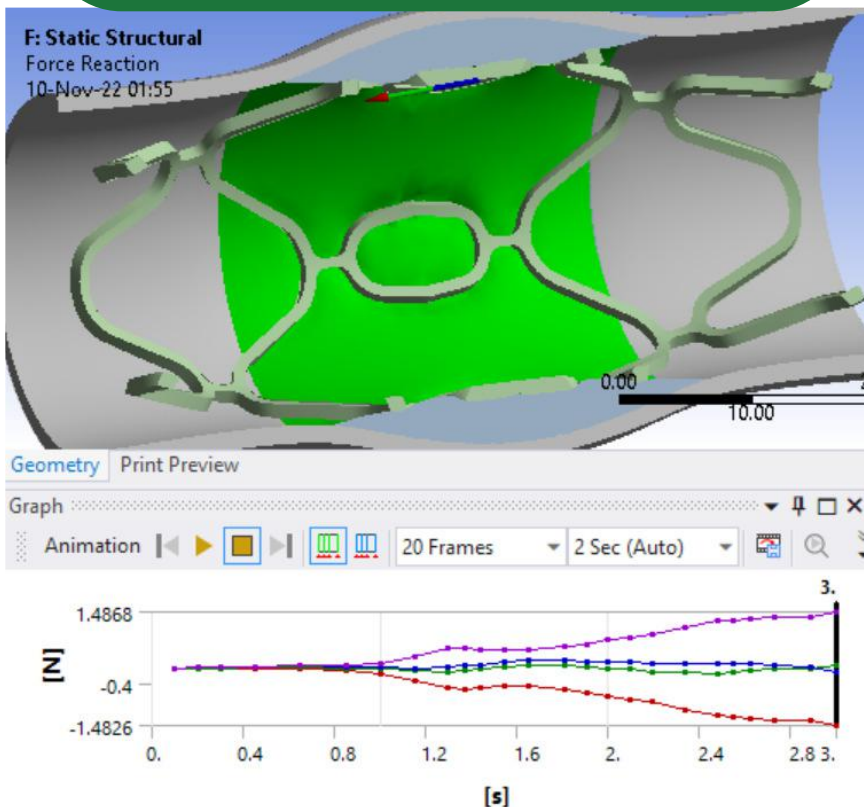 F: Static Structural
Force Reaction
10-Nov-22 01:55
0.00
10.00
Geometry Print Preview
Graph
Animation 20 Frames 2 Sec (Auto)
3.
1.4868
[N]
-0.4
-1.4826
0. 0.4 0.8 1.2 1.6 2. 2.4 2.8 3.
[s]